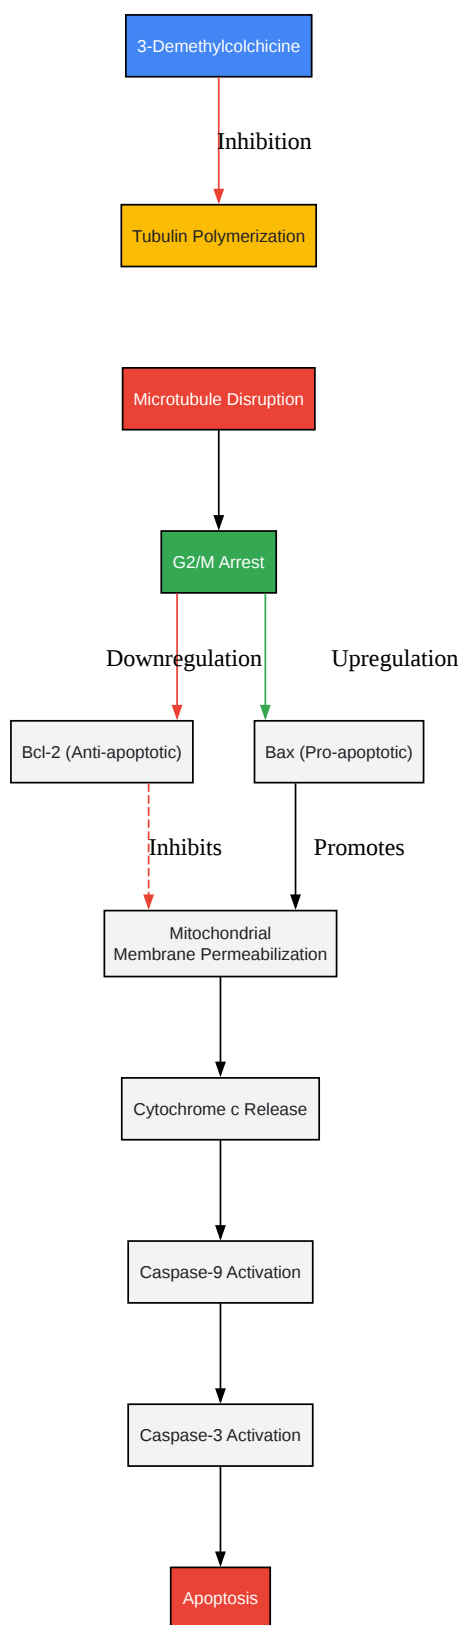 3-Demethylcolchicine
Inhibition
Tubulin Polymerization
Microtubule Disruption
G2/M Arrest
Downregulation
Upregulation
Bcl-2 (Anti-apoptotic)
Bax (Pro-apoptotic)
Inhibits
Promotes
Mitochondrial
Membrane Permeabilization
Cytochrome c Release
Caspase-9 Activation
Caspase-3 Activation
Apoptosis